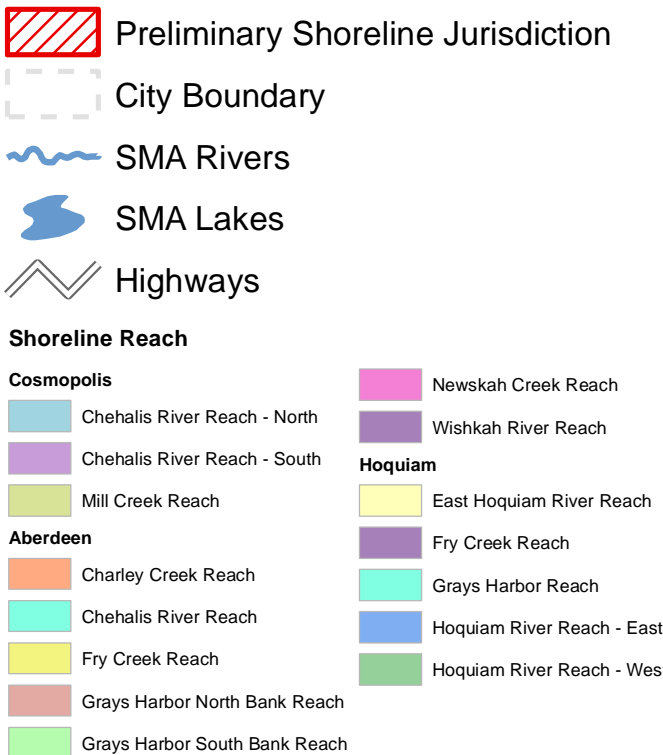 Preliminary Shoreline Jurisdiction
City Boundary
SMA Rivers
SMA Lakes
Highways
Shoreline Reach
Cosmopolis
Chehalis River Reach - North
Chehalis River Reach - South
Mill Creek Reach
Aberdeen
Charley Creek Reach
Chehalis River Reach
Fry Creek Reach
Grays Harbor North Bank Reach
Grays Harbor South Bank Reach
Newskah Creek Reach
Wishkah River Reach
Hoquiam
East Hoquiam River Reach
Fry Creek Reach
Grays Harbor Reach
Hoquiam River Reach - East
Hoquiam River Reach - Wes